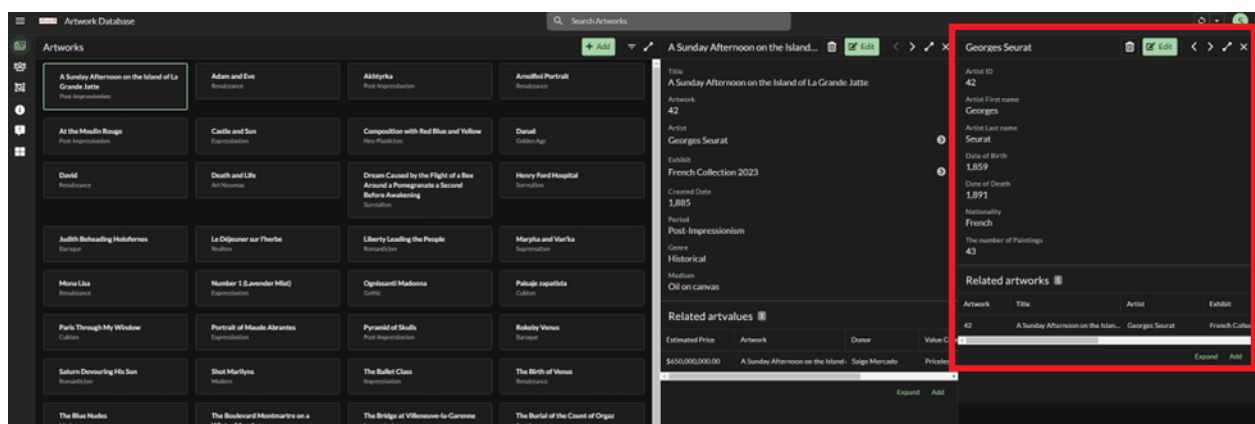 Artwork Database
Search Artworks
S
Artworks
+ Add
A Sunday Afternoon on the Island of La
Grande Jatte
Post-Impressionism
Adam and Eve
Renaissance
Akhtyrka
Post-Impressionism
Arnolfini Portrait
Renaissance
At the Moulin Rouge
Post-Impressionism
Castle and Sun
Expressionism
Composition with Red Blue and Yellow
Neo-Plasticism
Danail
Golden Age
David
Renaissance
Death and Life
Art Nouveau
Dream Caused by the Flight of a Bee
Around a Pomegranate a Second
Before Awakening
Surrealism
Henry Ford Hospital
Surrealism
Judith Beheading Holofernes
Baroque
Le Déjeuner sur l'herbe
Realism
Liberty Leading the People
Romanticism
Marpha and Van'ka
Suprematism
Mona Lisa
Renaissance
Number 1 (Lavender Mist)
Expressionism
Ognissanti Madonna
Gothic
Paisaje zapatista
Cubism
Paris Through My Window
Cubism
Portrait of Maude Abrantes
Expressionism
Pyramid of Skulls
Post-Impressionism
Rokeby Venus
Baroque
Saturn Devouring His Son
Romanticism
Shot Marilyns
Modern
The Ballet Class
Impressionism
The Birth of Venus
Renaissance
The Blue Nudes
The Boulevard Montmartre on a
The Bridge at Villeneuve-la-Garenne
The Burial of the Count of Orgaz
A Sunday Afternoon on the Island...
Edit
Title
A Sunday Afternoon on the Island of La Grande Jatte
Artwork
42
Artist
Georges Seurat
Exhibit
French Collection 2023
Created Date
1,885
Period
Post-Impressionism
Genre
Historical
Medium
Oil on canvas
Related artvalues 1
Estimated Price Artwork Donor Value C
$650,000,000.00 A Sunday Afternoon on the Island- Saige Mercado Priceless
Expand Add
Georges Seurat
Edit
Artist ID
42
Artist First name
Georges
Artist Last name
Seurat
Date of Birth
1,859
Date of Death
1,891
Nationality
French
The number of Paintings
43
Related artworks 1
Artwork Title Artist Exhibit
42 A Sunday Afternoon on the Islan... Georges Seurat French Colle
Expand Add